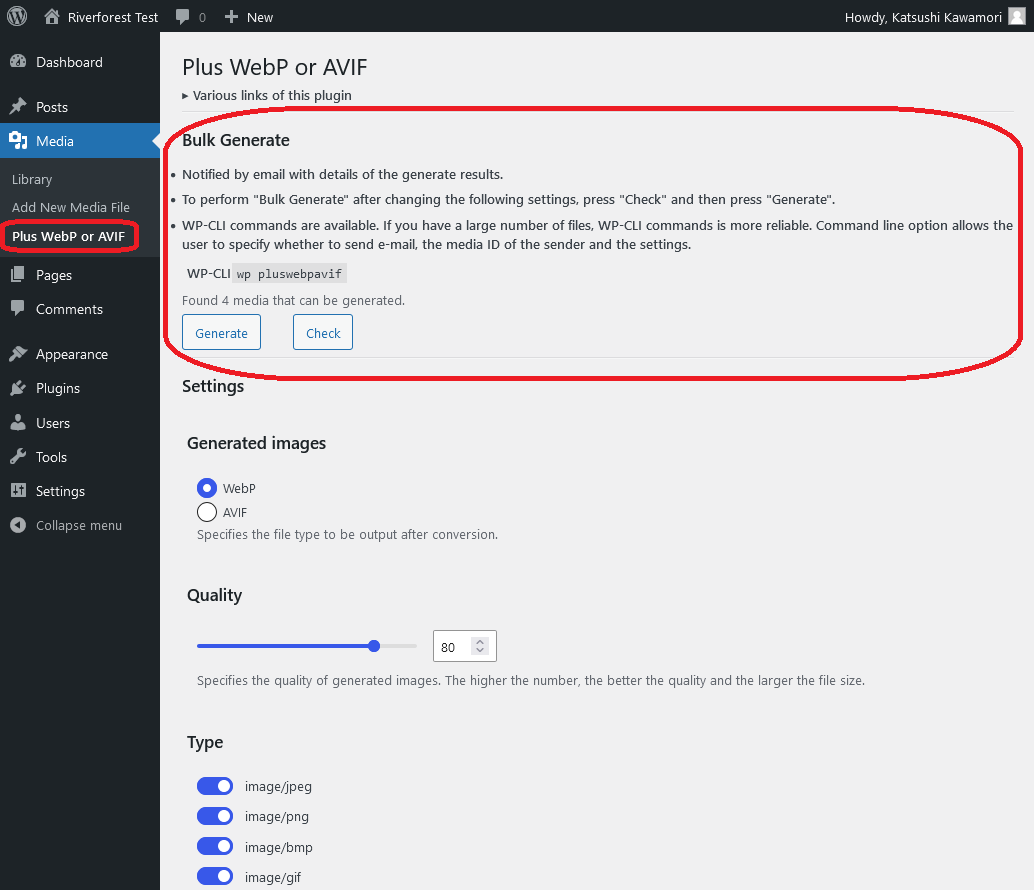 Riverforest Test
0
New
Howdy, Katsushi Kawamori
Dashboard
Posts
Media
Library
Add New Media File
Plus WebP or AVIF
Pages
Comments
Appearance
Plugins
Users
Tools
Settings
Collapse menu
Plus WebP or AVIF
Various links of this plugin
Bulk Generate
Notified by email with details of the generate results.
To perform "Bulk Generate" after changing the following settings, press "Check" and then press "Generate".
WP-CLI commands are available. If you have a large number of files, WP-CLI commands is more reliable. Command line option allows the
user to specify whether to send e-mail, the media ID of the sender and the settings.
WP-CLI wp pluswebpavif
Found 4 media that can be generated.
Generate
Check
Settings
Generated images
WebP
AVIF
Specifies the file type to be output after conversion.
Quality
80
Specifies the quality of generated images. The higher the number, the better the quality and the larger the file size.
Type
image/jpeg
image/png
image/bmp
image/gif